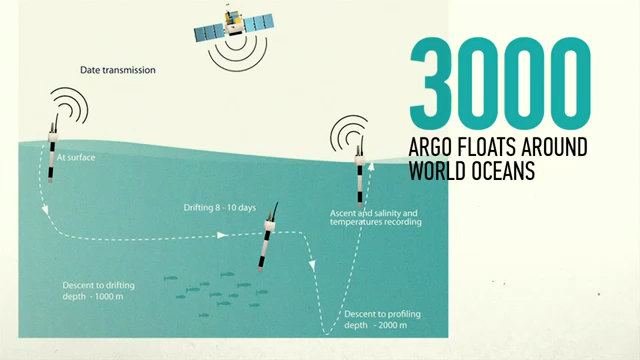 Date transmission
3000
ARGO FLOATS AROUND
WORLD OCEANS
At surface
Drifting 8 - 10 days
Ascent and salinity and
temperatures recording
Descent to drifting
depth - 1000 m
Descent to profiling
depth - 2000 m